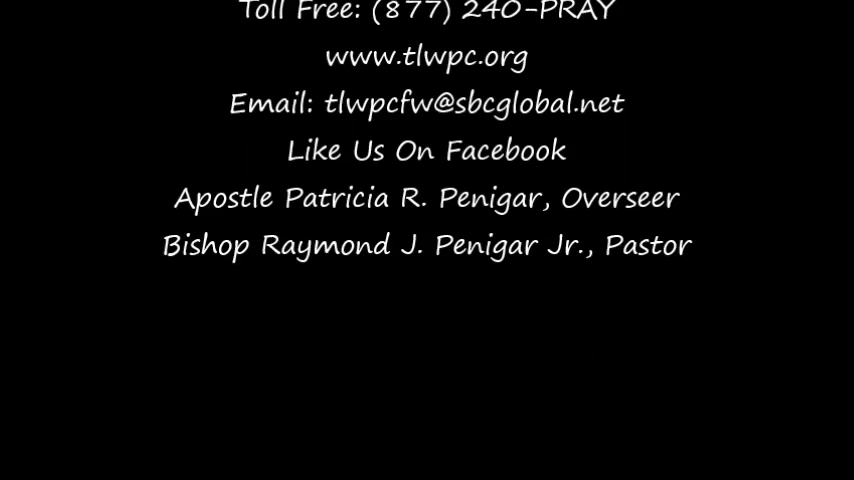 Toll Free: (877) 240-PRAY
www.tlwpc.org
Email: tlwpcfw@sbcglobal.net
Like Us On Facebook
Apostle Patricia R. Penigar, Overseer
Bishop Raymond J. Penigar Jr., Pastor